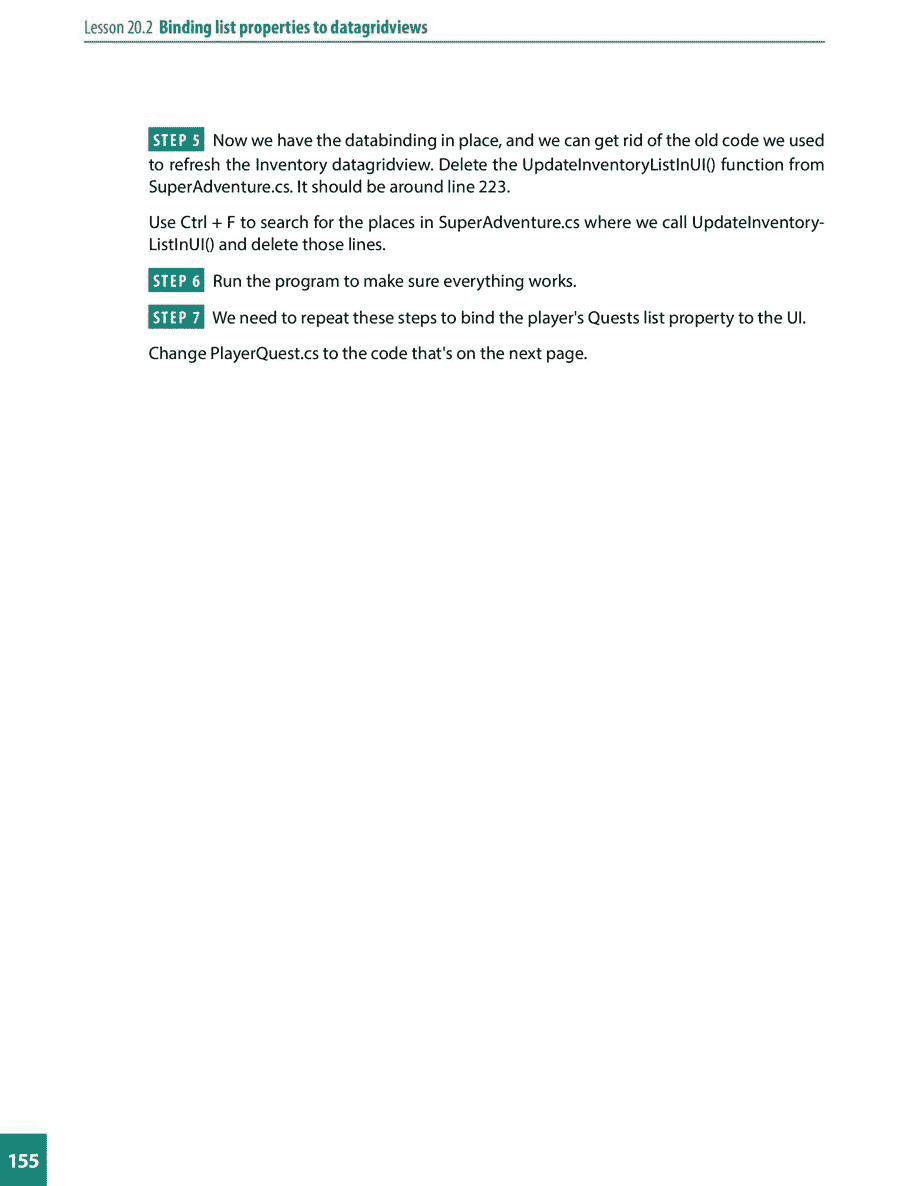 Lesson 20.2 Binding list properties to datagridviews
STEP 5 Now we have the databinding in place, and we can get rid of the old code we used
to refresh the Inventory datagridview. Delete the UpdateInventoryListInUI() function from
SuperAdventure.cs. It should be around line 223.
Use Ctrl + F to search for the places in SuperAdventure.cs where we call UpdateInventory-
ListInUI() and delete those lines.
STEP 6 Run the program to make sure everything works.
STEP 7 We need to repeat these steps to bind the player's Quests list property to the UI.
Change PlayerQuest.cs to the code that's on the next page.
155